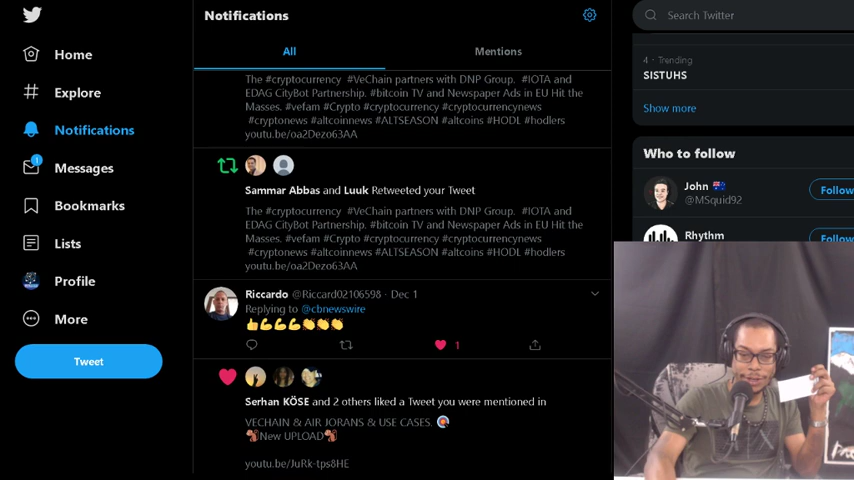 Notifications
Search Twitter
Home
All
Mentions
Explore
The #cryptocurrency #VeChain partners with DNP Group. #IOTA and
EDAG CityBot Partnership. #bitcoin TV and Newspaper Ads in EU Hit the
Masses. #vefam #Crypto #cryptocurrency #cryptocurrencynews
#cryptonews #altcoinnews #ALTSEASON #altcoins #HODL #hodlers
youtu.be/oa2Dezo63AA
4 · Trending
SISTUHS
Show more
Notifications
1
Messages
Bookmarks
Lists
Profile
More
Tweet
Sammar Abbas and Luuk Retweeted your Tweet
The #cryptocurrency #VeChain partners with DNP Group. #IOTA and
EDAG CityBot Partnership. #bitcoin TV and Newspaper Ads in EU Hit the
Masses. #vefam #Crypto #cryptocurrency #cryptocurrencynews
#cryptonews #altcoinnews #ALTSEASON #altcoins #HODL #hodlers
youtu.be/oa2Dezo63AA
Who to follow
John 🇦🇺
@MSquid92
Follow
Rhythm
Follow
Riccardo @Riccard02106598 · Dec 1
Replying to @cbnewswire
👍💪💪💪👏👏👏
1
Serhan KÖSE and 2 others liked a Tweet you were mentioned in
VECHAIN & AIR JORANS & USE CASES.
New UPLOAD
youtu.be/JuRk-tps8HE